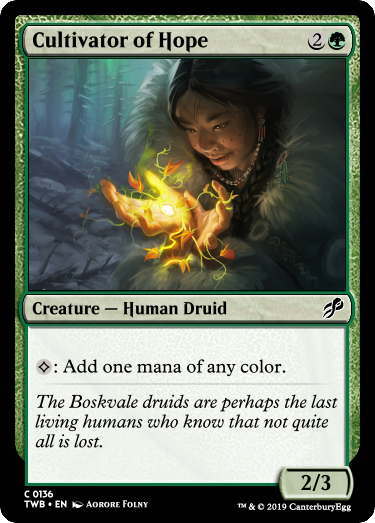 Cultivator of Hope 2
Creature — Human Druid
: Add one mana of any color.
The Boskvale druids are perhaps the last
living humans who know that not quite
all is lost.
2/3
C 0136
TWB • EN Aorore Folny
™ & © 2019 CanterburyEgg